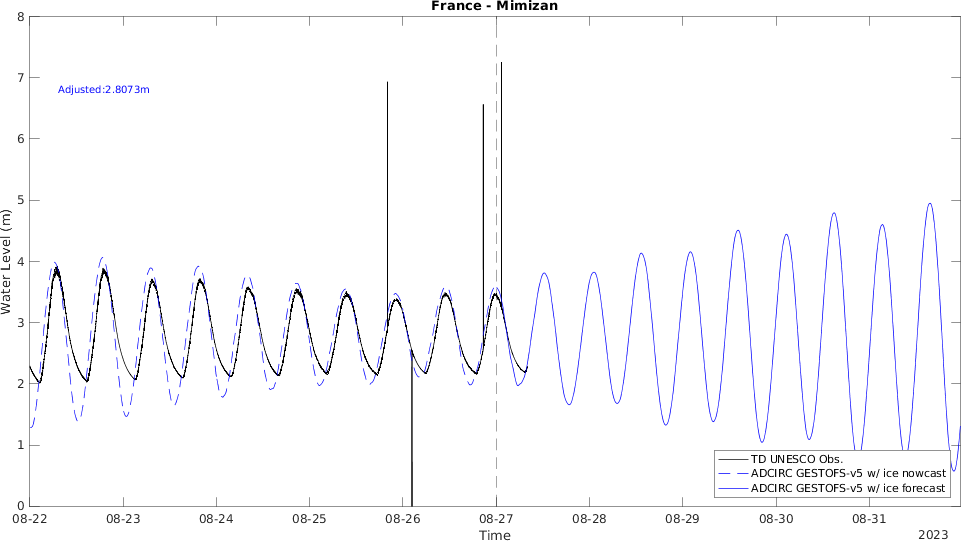 France - Mimizan
8
7
6
5
4
3
2
1
0
Water Level (m)
Adjusted:2.8073m
TD UNESCO Obs.
ADCIRC GESTOFS-v5 w/ ice nowcast
ADCIRC GESTOFS-v5 w/ ice forecast
08-22 08-23 08-24 08-25 08-26 08-27 08-28 08-29 08-30 08-31
Time
2023